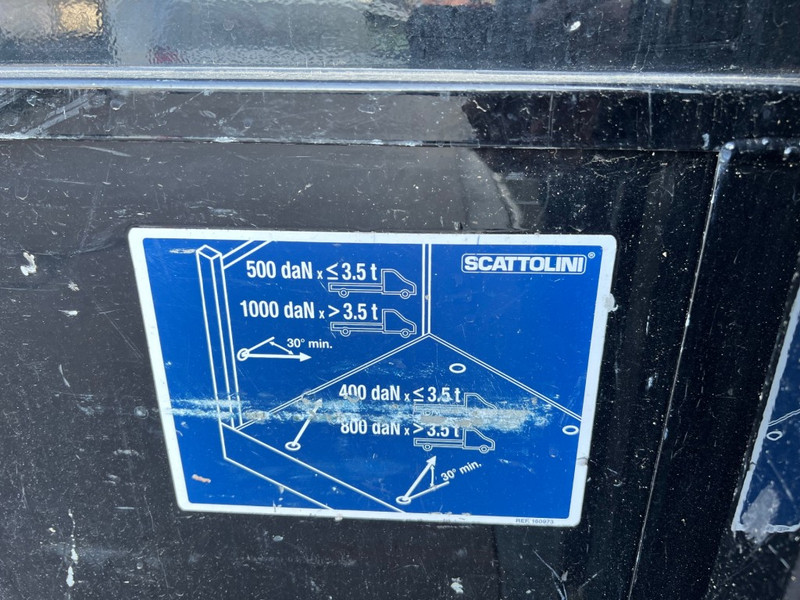 SCATTOLINI®
500 daN x ≤ 3.5 t
1000 daN x > 3.5 t
30° min.
400 daN x ≤ 3.5 t
800 daN x > 3.5 t
30° min.
REF. 160973